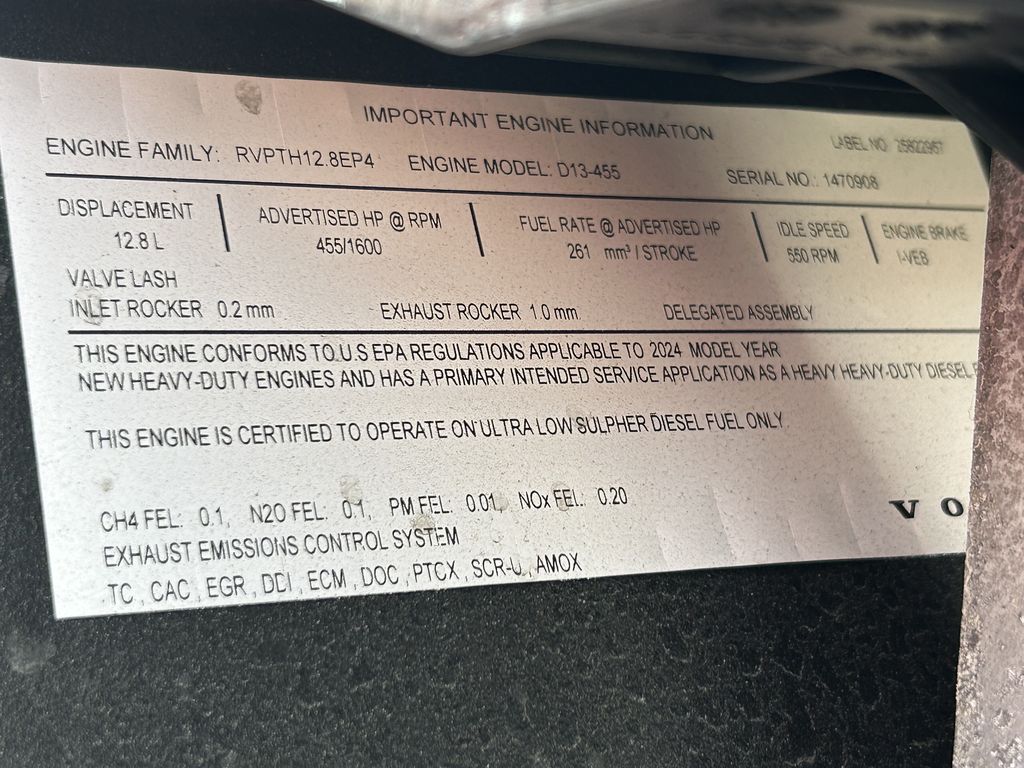 IMPORTANT ENGINE INFORMATION
LABEL NO 25822957
ENGINE FAMILY: RVPTH12.8EP4 ENGINE MODEL: D13-455 SERIAL NO.: 1470908
DISPLACEMENT ADVERTISED HP @ RPM FUEL RATE @ ADVERTISED HP IDLE SPEED ENGINE BRAKE
12.8 L 455/1600 261 mm³ / STROKE 550 RPM I-VEB
VALVE LASH
INLET ROCKER 0.2 mm EXHAUST ROCKER 1.0 mm DELEGATED ASSEMBLY
THIS ENGINE CONFORMS TO U.S EPA REGULATIONS APPLICABLE TO 2024 MODEL YEAR
NEW HEAVY-DUTY ENGINES AND HAS A PRIMARY INTENDED SERVICE APPLICATION AS A HEAVY HEAVY-DUTY DIESEL
THIS ENGINE IS CERTIFIED TO OPERATE ON ULTRA LOW SULPHER DIESEL FUEL ONLY
CH4 FEL: 0.1, N2O FEL: 0.1, PM FEL: 0.01, NOx FEL: 0.20
V O
EXHAUST EMISSIONS CONTROL SYSTEM
TC, CAC, EGR, DDI, ECM, DOC, PTCX, SCR-U, AMOX